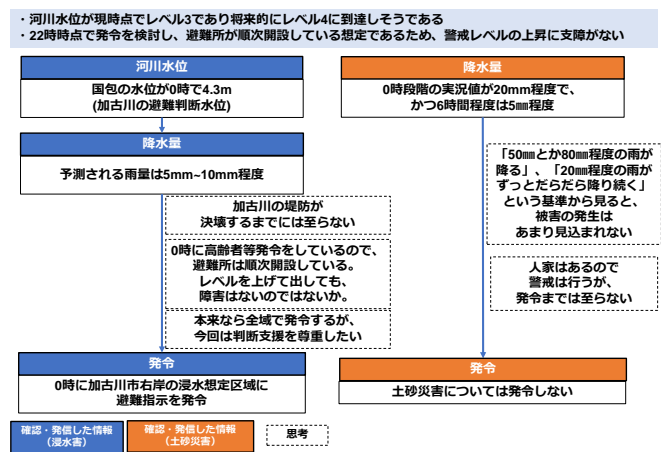 ・河川水位が現時点でレベル3であり将来的にレベル4に到達しそうである
・22時時点で発令を検討し、避難所が順次開設している想定であるため、警戒レベルの上昇に支障がない
河川水位
国包の水位が0時で4.3m
(加古川の避難判断水位)
降水量
予測される雨量は5mm~10mm程度
加古川の堤防が
決壊するまでには至らない
0時に高齢者等発令をしているので、
避難所は順次開設している。
レベルを上げて出しても、
障害はないのではないか。
本来なら全域で発令するが、
今回は判断支援を尊重したい
発令
0時に加古川市右岸の浸水想定区域に
避難指示を発令
降水量
0時段階の実況値が20mm程度で、
かつ6時間程度は5㎜程度
「50㎜とか80㎜程度の雨が
降る」、「20㎜程度の雨が
ずっとだらだら降り続く」
という基準から見ると、
被害の発生は
あまり見込まれない
人家はあるので
警戒は行うが、
発令までは至らない
発令
土砂災害については発令しない
確認・発信した情報
（浸水害）
確認・発信した情報
（土砂災害）
思考